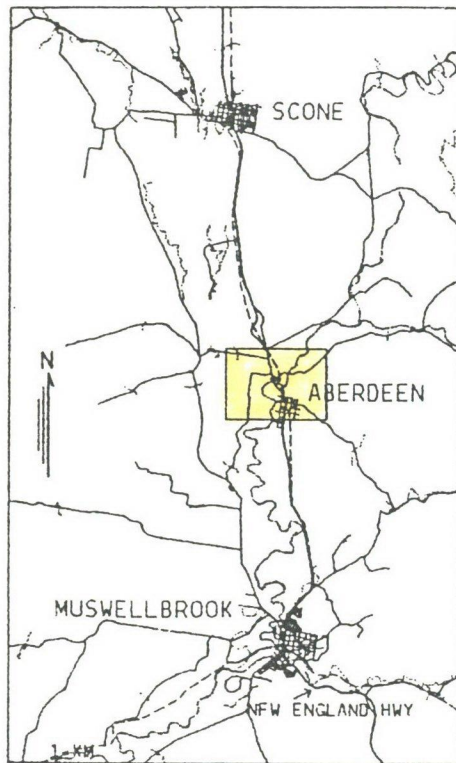 SCONE
N
ABERDEEN
MUSWELLBROOK
NEW ENGLAND HWY
1 KM